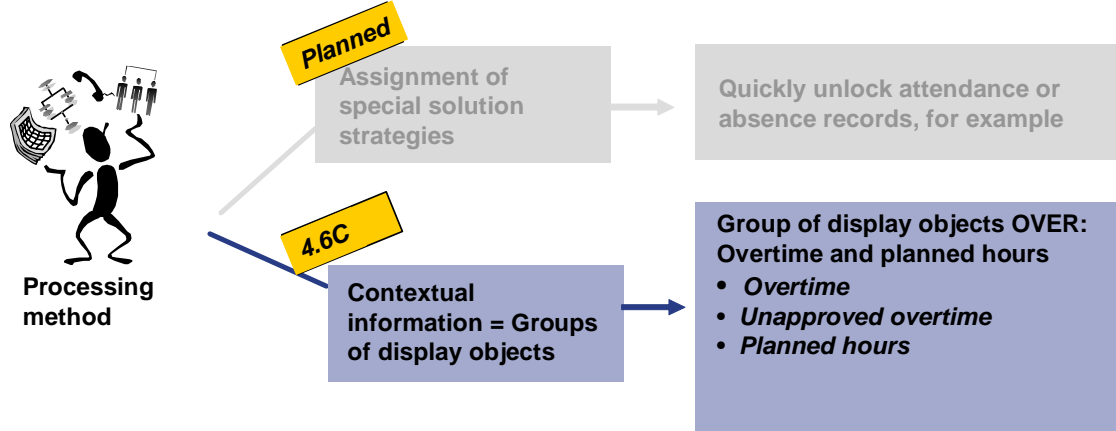 Planned
Assignment of
special solution
strategies
Quickly unlock attendance or
absence records, for example
Processing
method
4.6C
Contextual
information = Groups
of display objects
Group of display objects OVER:
Overtime and planned hours
• Overtime
• Unapproved overtime
• Planned hours